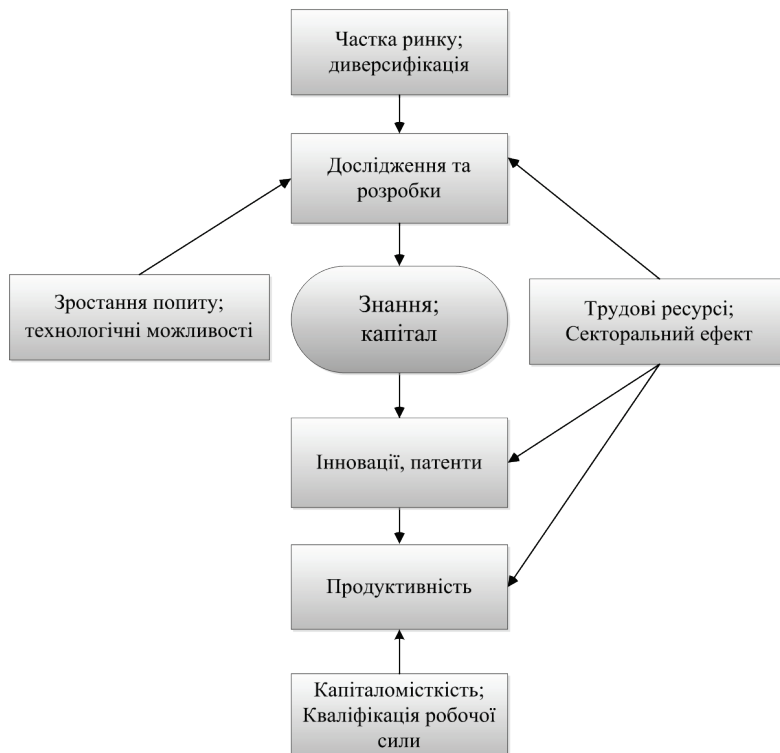 Частка ринку;
диверсифікація
Дослідження та
розробки
Зростання попиту;
технологічні можливості
Знання;
капітал
Трудові ресурсі;
Секторальний ефект
Інновації, патенти
Продуктивність
Капіталомісткість;
Кваліфікація робочої
сили